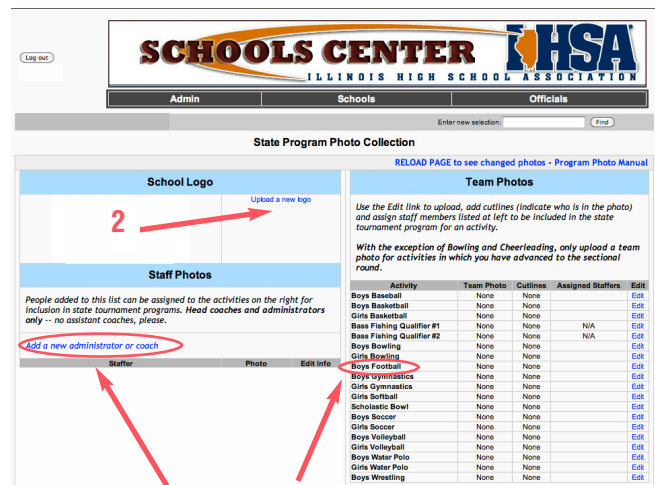 Log out
SCHOOLS CENTER IHSA
ILLINOIS HIGH SCHOOL ASSOCIATION
Admin Schools Officials
Enter new selection: Find
State Program Photo Collection
RELOAD PAGE to see changed photos - Program Photo Manual
School Logo
Upload a new logo
2
Staff Photos
People added to this list can be assigned to the activities on the right for
inclusion in state tournament programs. Head coaches and administrators
only -- no assistant coaches, please.
Add a new administrator or coach
Staffer Photo Edit Info
Team Photos
Use the Edit link to upload, add cutlines (indicate who is in the photo)
and assign staff members listed at left to be included in the state
tournament program for an activity.
With the exception of Bowling and Cheerleading, only upload a team
photo for activities in which you have advanced to the sectional
round.
Activity Team Photo Cutlines Assigned Staffers Edit
Boys Baseball None None Edit
Boys Basketball None None Edit
Girls Basketball None None Edit
Bass Fishing Qualifier #1 None None N/A Edit
Bass Fishing Qualifier #2 None None N/A Edit
Boys Bowling None None Edit
Girls Bowling None None Edit
Boys Football None None Edit
Boys Gymnastics None None Edit
Girls Gymnastics None None Edit
Girls Softball None None Edit
Scholastic Bowl None None Edit
Boys Soccer None None Edit
Girls Soccer None None Edit
Boys Volleyball None None Edit
Girls Volleyball None None Edit
Boys Water Polo None None Edit
Girls Water Polo None None Edit
Boys Wrestling None None Edit